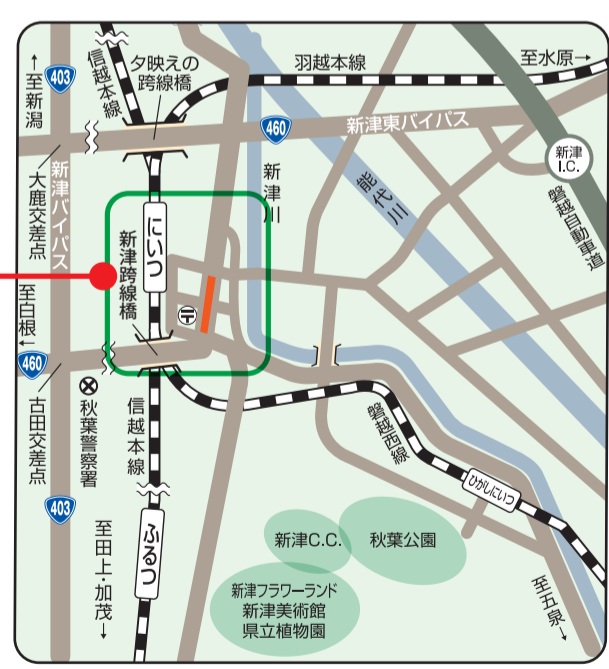 ↑至新潟
403
信越本線
夕映えの
跨線橋
羽越本線
至水原→
460
新津東バイパス
新津
I.C.
磐越自動車道
大鹿交差点
新津バイパス
新津川
能代川
にいつ
新津跨線橋
〒
至白根←
460
古田交差点
秋葉警察署
信越本線
磐越西線
ひがしにいつ
403
至田上・加茂→
ふるつ
新津C.C.
秋葉公園
新津フラワーランド
新津美術館
県立植物園
至五泉→